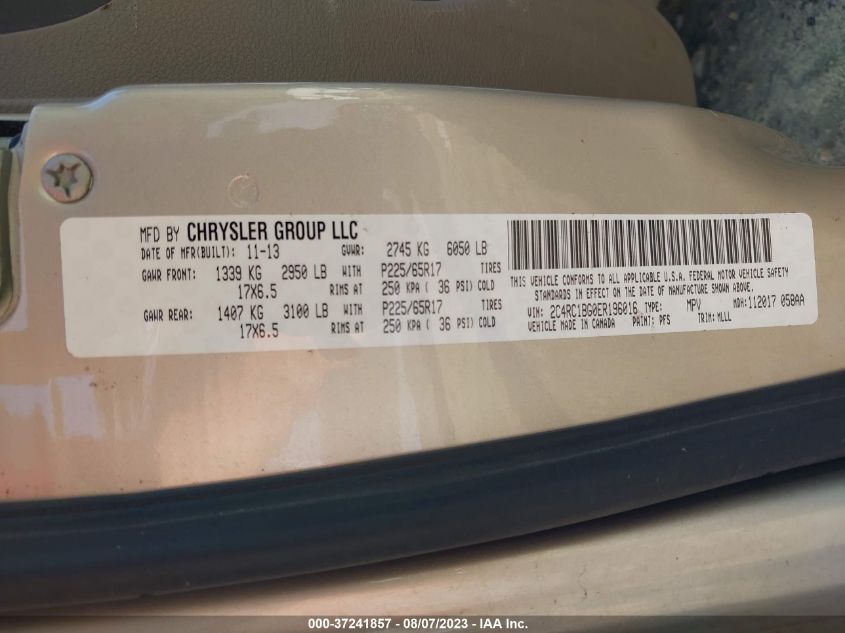 MFD BY CHRYSLER GROUP LLC
DATE OF MFR(BUILT): 11-13 GVWR: 2745 KG 6050 LB
GAWR FRONT: 1339 KG 2950 LB WITH P225/65R17 TIRES
17X6.5 RIMS AT 250 KPA ( 36 PSI) COLD
GAWR REAR: 1407 KG 3100 LB WITH P225/65R17 TIRES
17X6.5 RIMS AT 250 KPA ( 36 PSI) COLD
THIS VEHICLE CONFORMS TO ALL APPLICABLE U.S.A. FEDERAL MOTOR VEHICLE SAFETY
STANDARDS IN EFFECT ON THE DATE OF MANUFACTURE SHOWN ABOVE.
VIN: 2C4RC1BG0ER196016 TYPE: MPV MDH: 112017 05BAA
VEHICLE MADE IN CANADA PAINT: PFS TRIM: MLLL
000-37241857 - 08/07/2023 - IAA Inc.